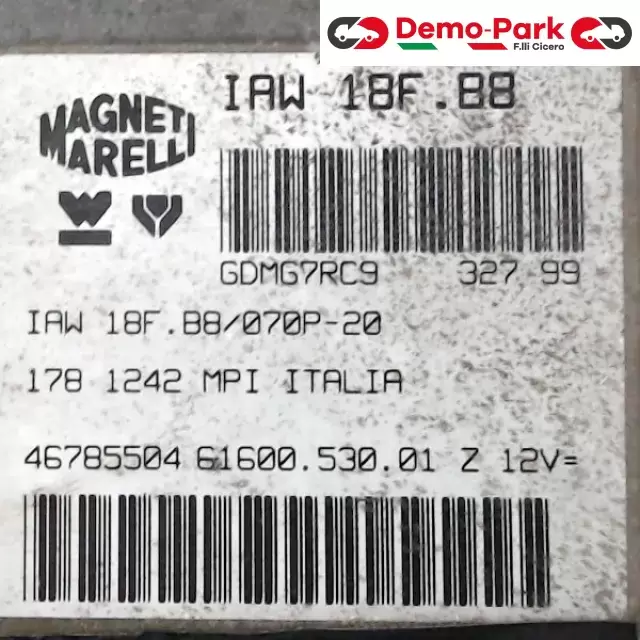 Demo-Park
F.lli Cicero
IAW 18F.B8
MAGNETI
MARELLI
GDMG7RC9 327 99
IAW 18F.B8/070P-20
178 1242 MPI ITALIA
46785504 61600.530.01 Z 12V=